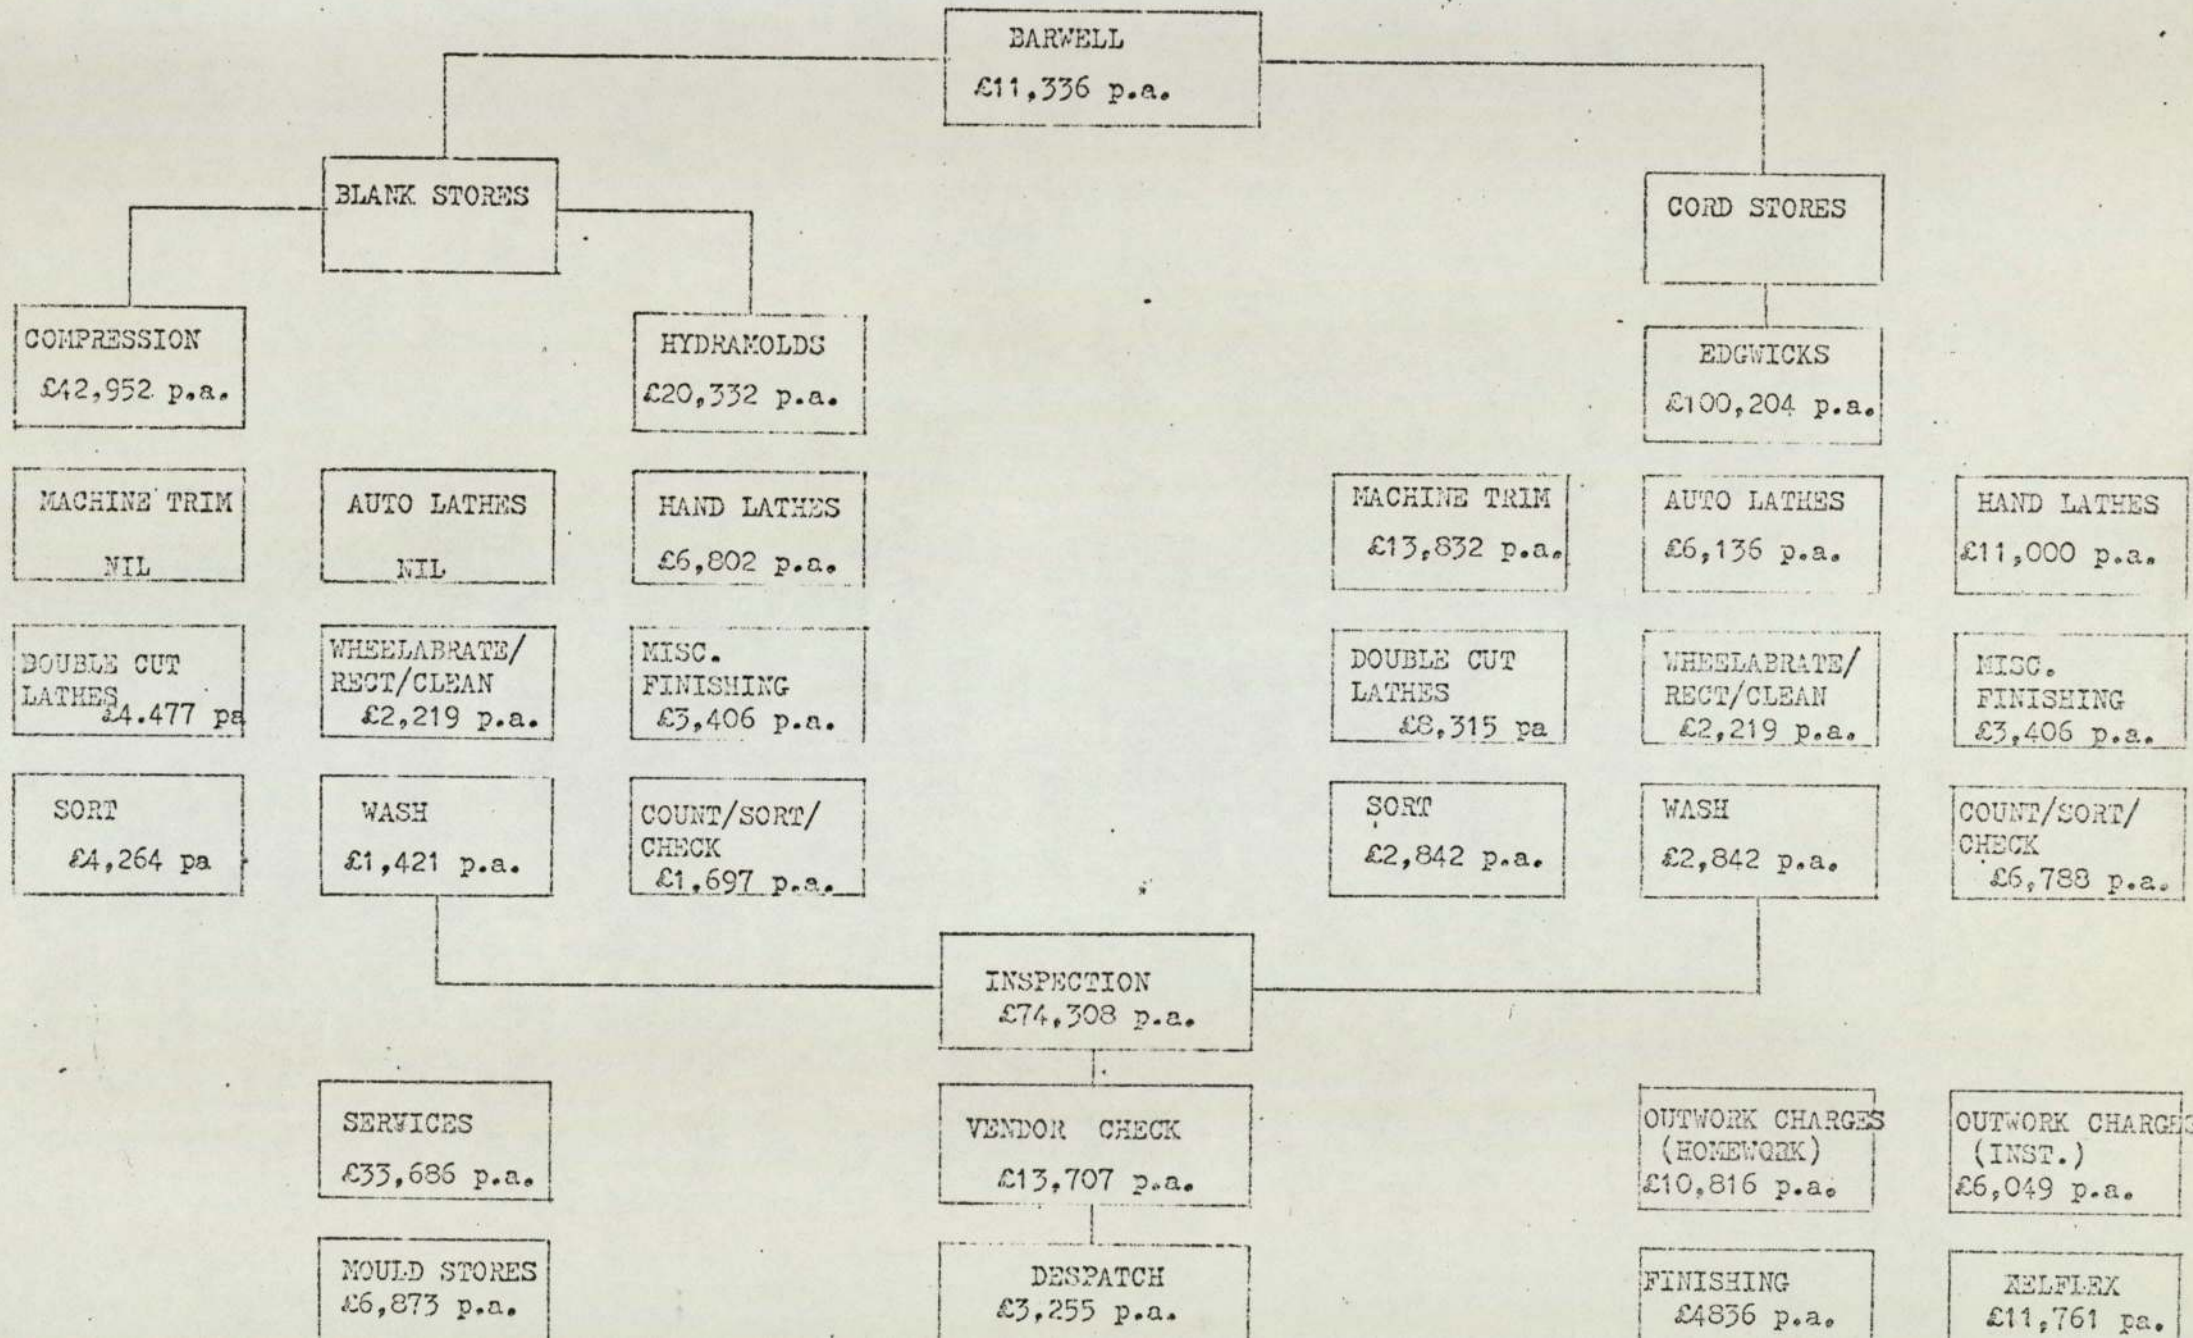 BARWELL
£11,336 p.a.
BLANK STORES
CORD STORES
COMPRESSION
£42,952 p.a.
HYDRAMOLDS
£20,332 p.a.
EDGWICKS
£100,204 p.a.
MACHINE TRIM
NIL
AUTO LATHES
NIL
HAND LATHES
£6,802 p.a.
MACHINE TRIM
£13,832 p.a.
AUTO LATHES
£6,136 p.a.
HAND LATHES
£11,000 p.a.
DOUBLE CUT
LATHES
£4.477 pa
WHEELABRATE/
RECT/CLEAN
£2,219 p.a.
MISC.
FINISHING
£3,406 p.a.
DOUBLE CUT
LATHES
£8,315 pa
WHEELABRATE/
RECT/CLEAN
£2,219 p.a.
MISC.
FINISHING
£3,406 p.a.
SORT
£4,264 pa
WASH
£1,421 p.a.
COUNT/SORT/
CHECK
£1,697 p.a.
SORT
£2,842 p.a.
WASH
£2,842 p.a.
COUNT/SORT/
CHECK
£6,788 p.a.
INSPECTION
£74,308 p.a.
SERVICES
£33,686 p.a.
VENDOR CHECK
£13,707 p.a.
OUTWORK CHARGES
(HOMEWORK)
£10,816 p.a.
OUTWORK CHARGES
(INST.)
£6,049 p.a.
MOULD STORES
£6,873 p.a.
DESPATCH
£3,255 p.a.
FINISHING
£4836 p.a.
£11,761 pa.